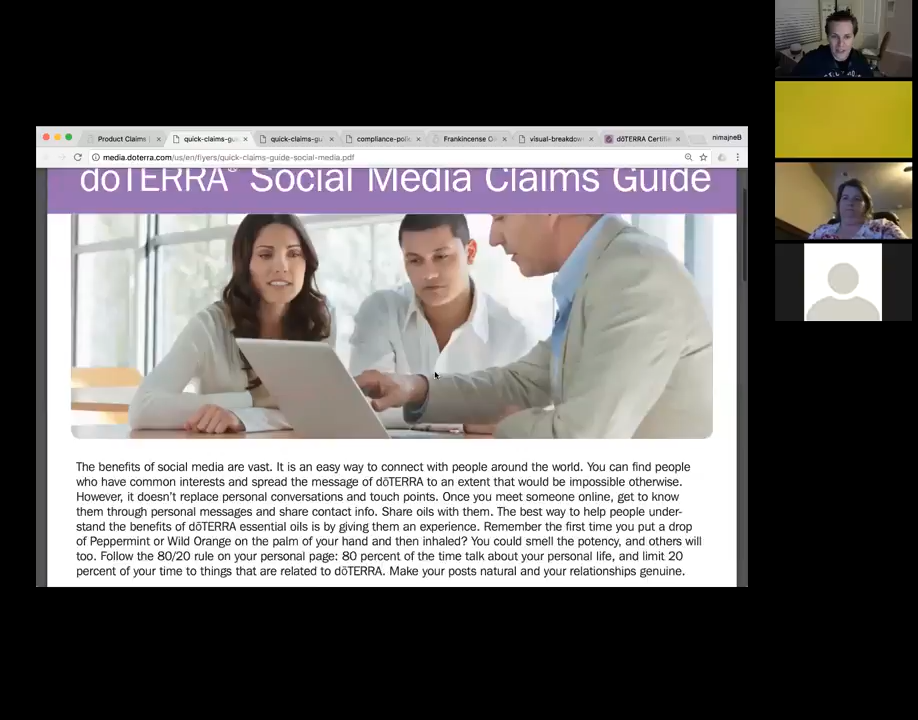 Product Claims
quick-claims-gu
quick-claims-gu
compliance-poli
Frankincense O
visual-breakdow
dōTERRA Certifie
nimajneB
media.doterra.com/us/en/flyers/quick-claims-guide-social-media.pdf
dōTERRA® Social Media Claims Guide
The benefits of social media are vast. It is an easy way to connect with people around the world. You can find people
who have common interests and spread the message of dōTERRA to an extent that would be impossible otherwise.
However, it doesn't replace personal conversations and touch points. Once you meet someone online, get to know
them through personal messages and share contact info. Share oils with them. The best way to help people under-
stand the benefits of dōTERRA essential oils is by giving them an experience. Remember the first time you put a drop
of Peppermint or Wild Orange on the palm of your hand and then inhaled? You could smell the potency, and others will
too. Follow the 80/20 rule on your personal page: 80 percent of the time talk about your personal life, and limit 20
percent of your time to things that are related to dōTERRA. Make your posts natural and your relationships genuine.